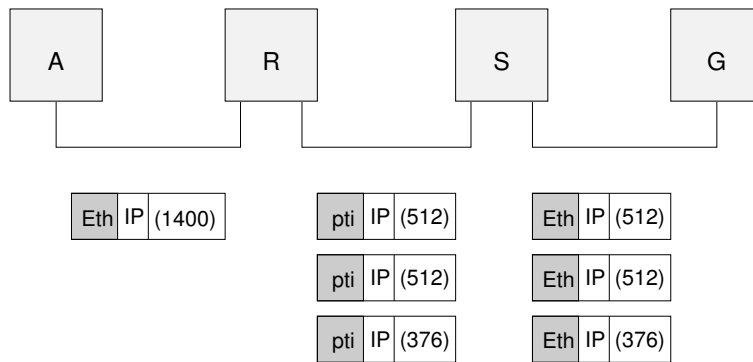 A R S G
Eth IP (1400) pti IP (512) Eth IP (512)
pti IP (512) Eth IP (512)
pti IP (376) Eth IP (376)